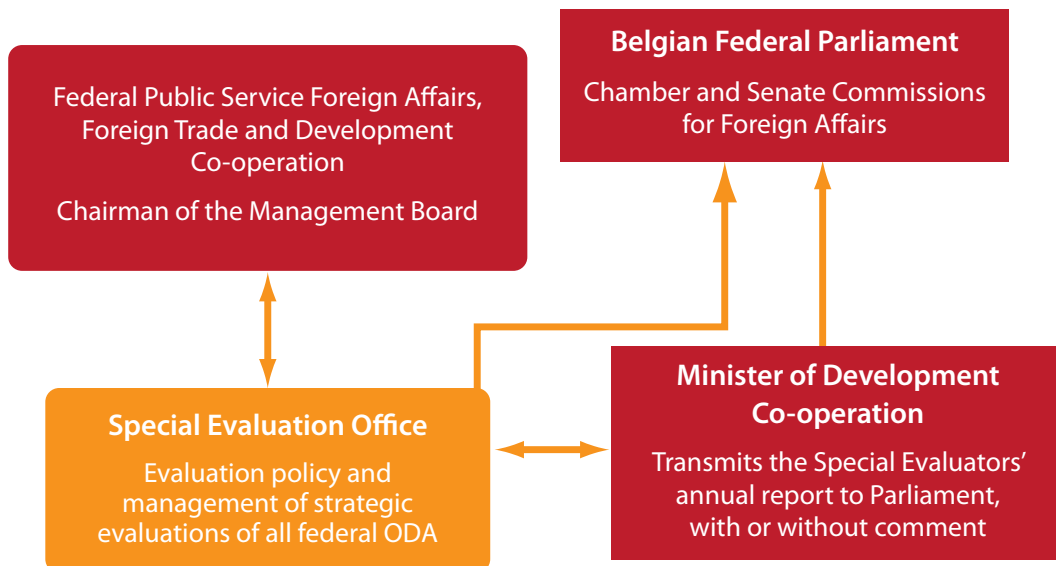 Federal Public Service Foreign Affairs,
Foreign Trade and Development
Co-operation
Chairman of the Management Board
Belgian Federal Parliament
Chamber and Senate Commissions
for Foreign Affairs
Special Evaluation Office
Evaluation policy and
management of strategic
evaluations of all federal ODA
Minister of Development
Co-operation
Transmits the Special Evaluators’
annual report to Parliament,
with or without comment